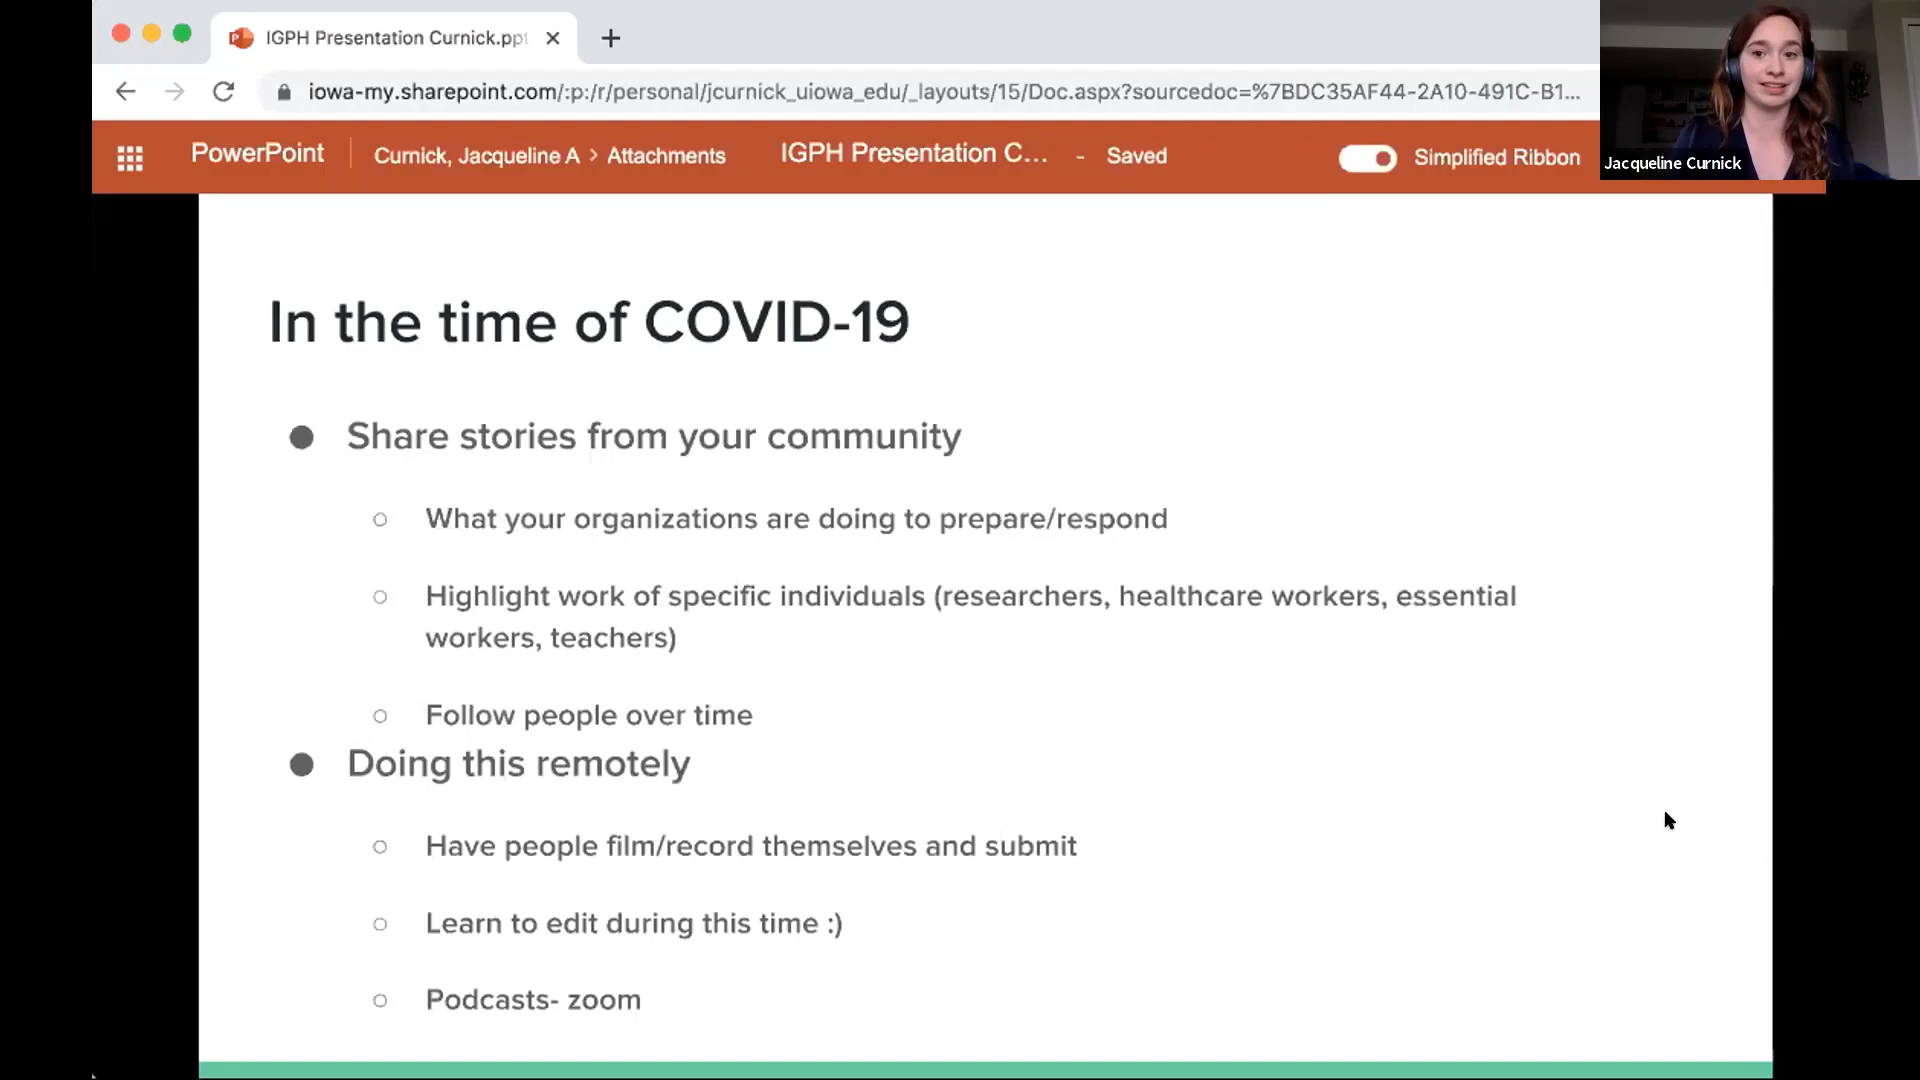 IGPH Presentation Curnick.ppt
iowa-my.sharepoint.com/:p:/r/personal/jcurnick_uiowa_edu/_layouts/15/Doc.aspx?sourcedoc=%7BDC35AF44-2A10-491C-B1...
PowerPoint Curnick, Jacqueline A > Attachments IGPH Presentation C... - Saved Simplified Ribbon
Jacqueline Curnick
In the time of COVID-19
● Share stories from your community
○ What your organizations are doing to prepare/respond
○ Highlight work of specific individuals (researchers, healthcare workers, essential
workers, teachers)
○ Follow people over time
● Doing this remotely
○ Have people film/record themselves and submit
○ Learn to edit during this time :)
○ Podcasts- zoom